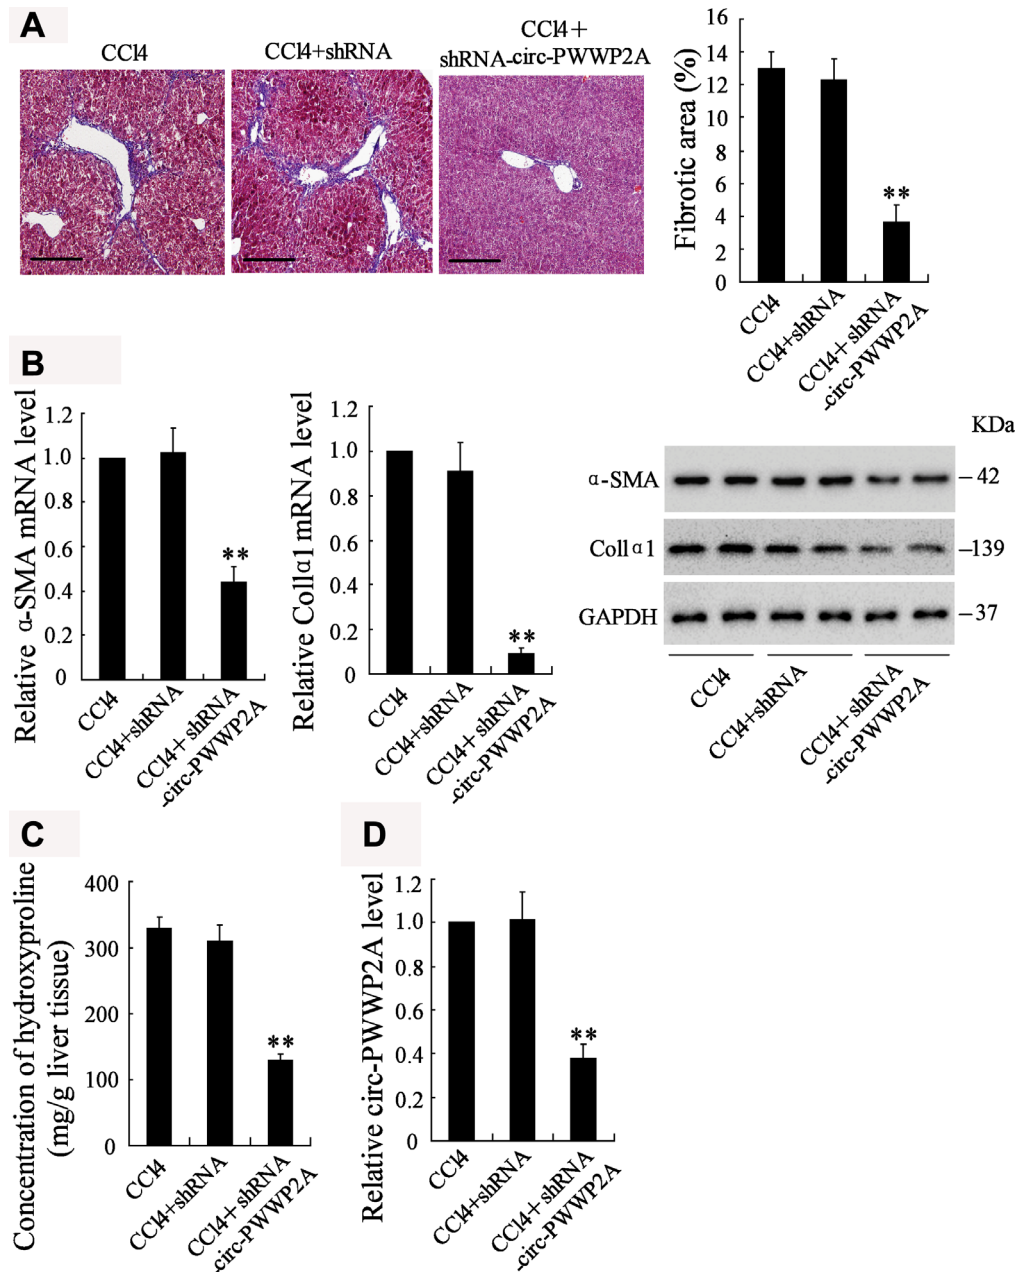 A
CCl4
CCl4+shRNA
CCl4+
shRNA-circ-PWWP2A
Fibrotic area (%)
16
14
12
10
8
6
4
2
0
**
CCl4
CCl4+shRNA
CCl4+ shRNA
-circ-PWWP2A
B
Relative α-SMA mRNA level
1.2
1.0
0.8
0.6
0.4
0.2
0
**
CCl4
CCl4+shRNA
CCl4+ shRNA
-circ-PWWP2A
Relative Collα1 mRNA level
1.2
1.0
0.8
0.6
0.4
0.2
0
**
CCl4
CCl4+shRNA
CCl4+ shRNA
-circ-PWWP2A
KDa
α-SMA
–42
Collα1
–139
GAPDH
–37
CCl4
CCl4+shRNA
CCl4+ shRNA
-circ-PWWP2A
C
Concentration of hydroxyproline
(mg/g liver tissue)
400
300
200
100
0
**
CCl4
CCl4+shRNA
CCl4+ shRNA
-circ-PWWP2A
D
Relative circ-PWWP2A level
1.2
1.0
0.8
0.6
0.4
0.2
0
**
CCl4
CCl4+shRNA
CCl4+ shRNA
-circ-PWWP2A